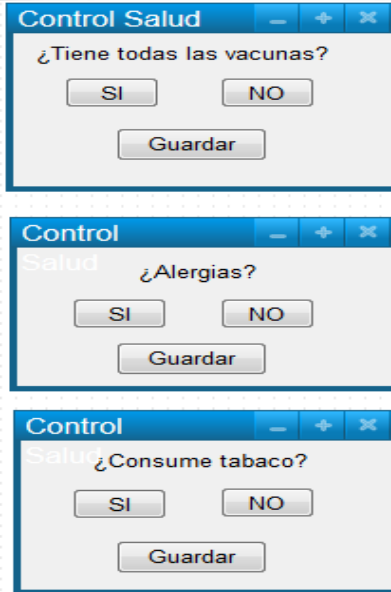 Control Salud
¿Tiene todas las vacunas?
SI NO
Guardar
Control
Salud
¿Alergias?
SI NO
Guardar
Control
Salud
¿Consume tabaco?
SI NO
Guardar